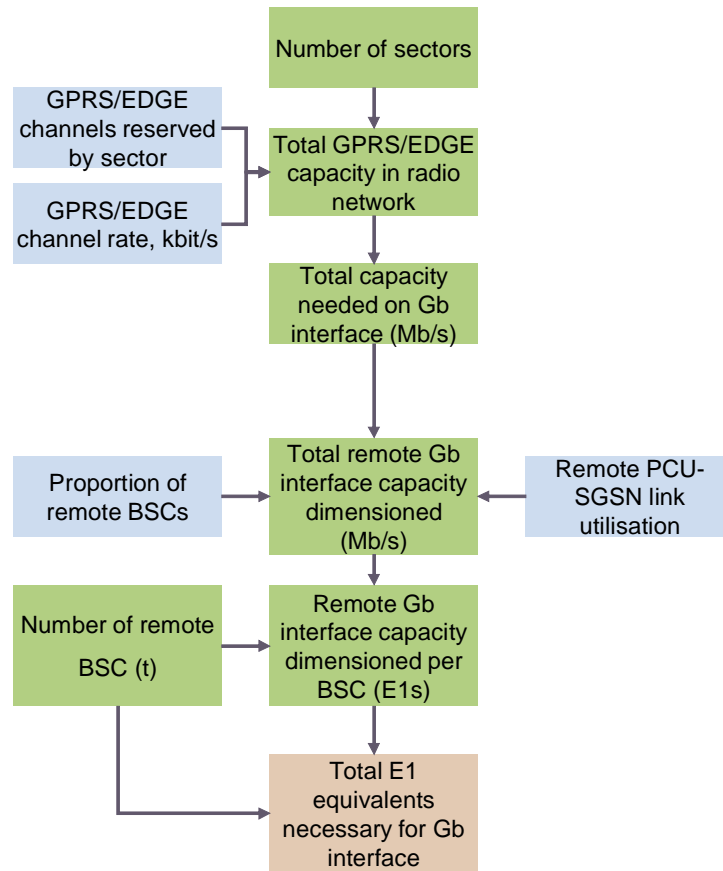 Number of sectors
GPRS/EDGE
channels reserved
by sector
GPRS/EDGE
channel rate, kbit/s
Total GPRS/EDGE
capacity in radio
network
Total capacity
needed on Gb
interface (Mb/s)
Proportion of
remote BSCs
Total remote Gb
interface capacity
dimensioned
(Mb/s)
Remote PCU-
SGSN link
utilisation
Number of remote
BSC (t)
Remote Gb
interface capacity
dimensioned per
BSC (E1s)
Total E1
equivalents
necessary for Gb
interface